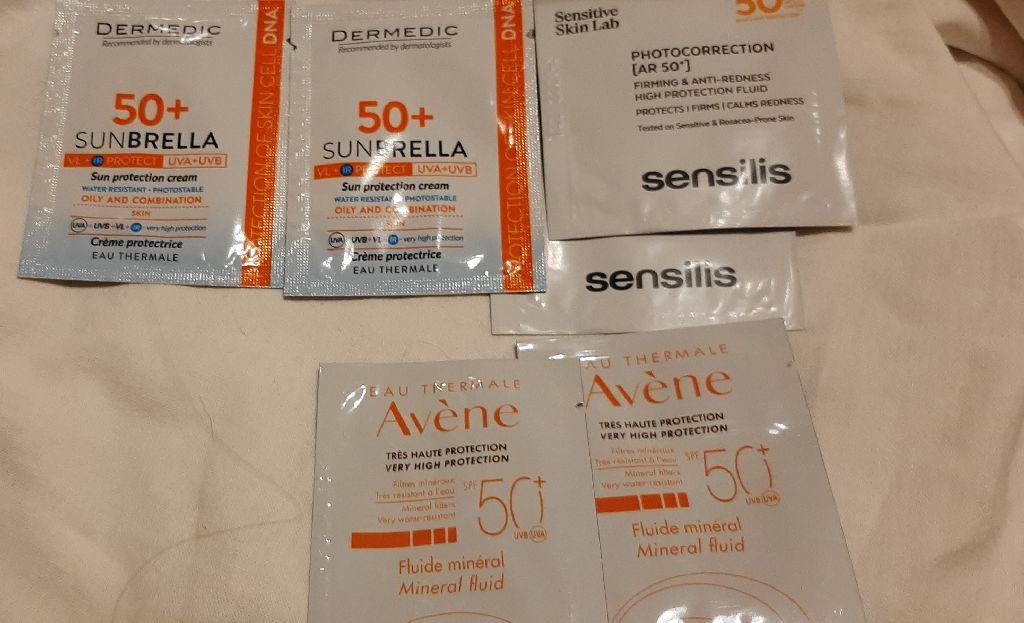 DERMEDIC
Recommended by dermatologists
50+
SUNBRELLA
VL + IR PROTECT UVA+UVB
Sun protection cream
WATER RESISTANT • PHOTOSTABLE
OILY AND COMBINATION
SKIN
UVA UVB + VL + IR - very high protection
Crème protectrice
EAU THERMALE
PROTECTION OF SKIN CELL DNA
DERMEDIC
Recommended by dermatologists
50+
SUNBRELLA
VL + IR PROTECT UVA+UVB
Sun protection cream
WATER RESISTANT • PHOTOSTABLE
OILY AND COMBINATION
SKIN
UVA UVB + VL + IR - very high protection
Crème protectrice
EAU THERMALE
PROTECTION OF SKIN CELL DNA
Sensitive
Skin Lab
50
PHOTOCORRECTION
[AR 50+]
FIRMING & ANTI-REDNESS
HIGH PROTECTION FLUID
PROTECTS | FIRMS | CALMS REDNESS
Tested on Sensitive & Rosacea-Prone Skin
sensilis
sensilis
EAU THERMALE
Avène
TRÈS HAUTE PROTECTION
VERY HIGH PROTECTION
Filtres minéraux
Très résistant à l'eau
Mineral filters
Very water-resistant
SPF 50+
UVB UVA
Fluide minéral
Mineral fluid
EAU THERMALE
Avène
TRÈS HAUTE PROTECTION
VERY HIGH PROTECTION
Filtres minéraux
Très résistant à l'eau
Mineral filters
Very water-resistant
SPF 50+
UVB UVA
Fluide minéral
Mineral fluid